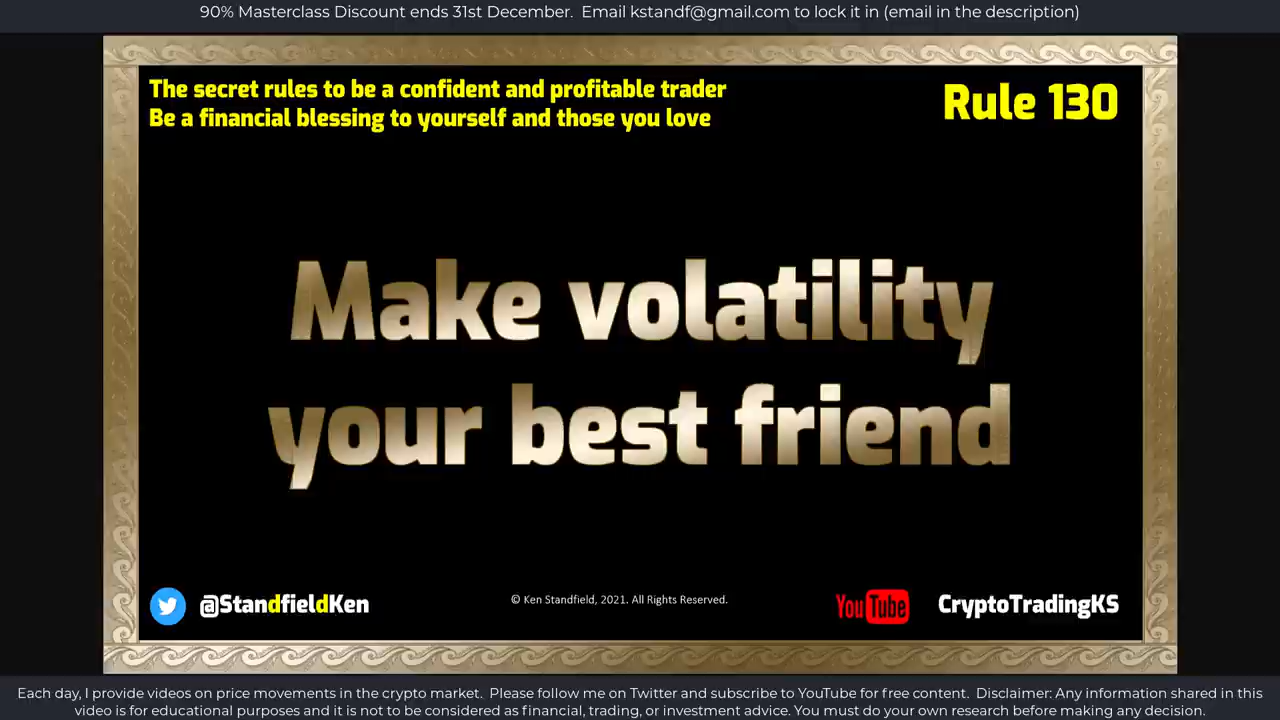 90% Masterclass Discount ends 31st December.  Email kstandf@gmail.com to lock it in (email in the description)
The secret rules to be a confident and profitable trader
Be a financial blessing to yourself and those you love
Rule 130
Make volatility
your best friend
@StandfieldKen
© Ken Standfield, 2021. All Rights Reserved.
YouTube
CryptoTradingKS
Each day, I provide videos on price movements in the crypto market.  Please follow me on Twitter and subscribe to YouTube for free content.  Disclaimer: Any information shared in this
video is for educational purposes and it is not to be considered as financial, trading, or investment advice. You must do your own research before making any decision.